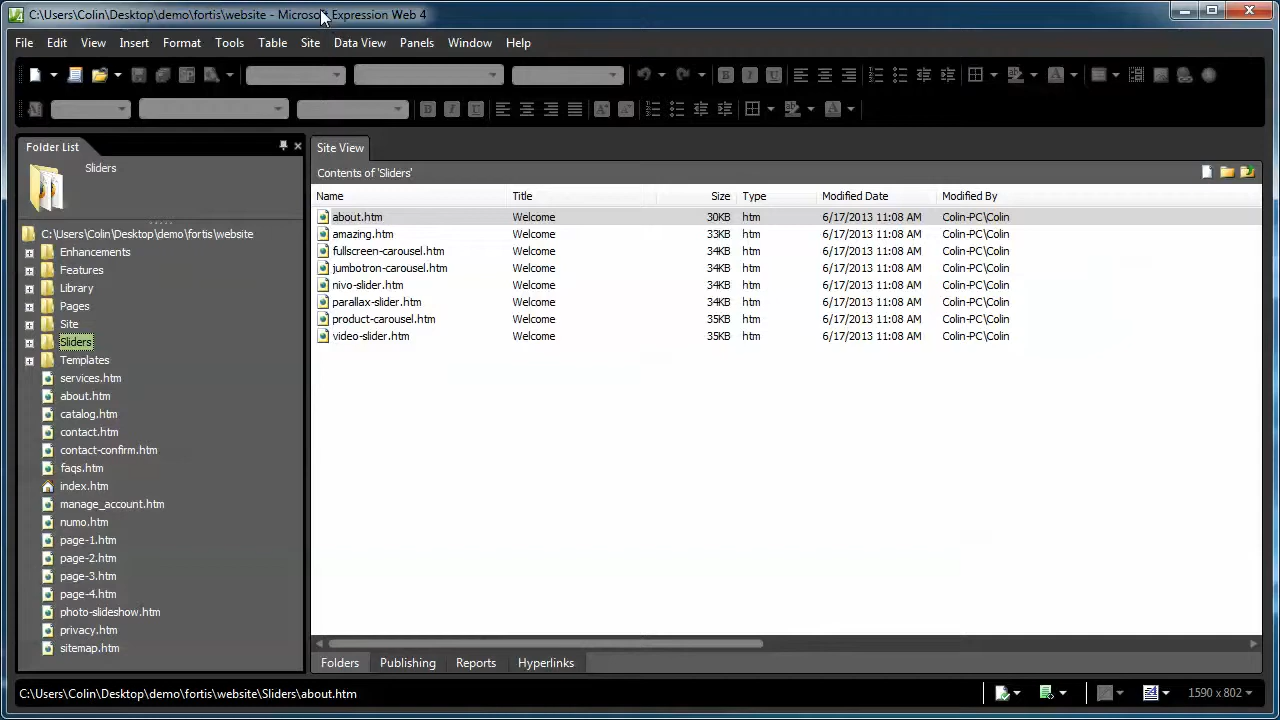 C:\Users\Colin\Desktop\demo\fortis\website - Microsoft Expression Web 4
File Edit View Insert Format Tools Table Site Data View Panels Window Help
Folder List
Sliders
C:\Users\Colin\Desktop\demo\fortis\website
Enhancements
Features
Library
Pages
Site
Sliders
Templates
services.htm
about.htm
catalog.htm
contact.htm
contact-confirm.htm
faqs.htm
index.htm
manage_account.htm
numo.htm
page-1.htm
page-2.htm
page-3.htm
page-4.htm
photo-slideshow.htm
privacy.htm
sitemap.htm
Site View
Contents of 'Sliders'
Name Title Size Type Modified Date Modified By
about.htm Welcome 30KB htm 6/17/2013 11:08 AM Colin-PC\Colin
amazing.htm Welcome 33KB htm 6/17/2013 11:08 AM Colin-PC\Colin
fullscreen-carousel.htm Welcome 34KB htm 6/17/2013 11:08 AM Colin-PC\Colin
jumbotron-carousel.htm Welcome 34KB htm 6/17/2013 11:08 AM Colin-PC\Colin
nivo-slider.htm Welcome 34KB htm 6/17/2013 11:08 AM Colin-PC\Colin
parallax-slider.htm Welcome 34KB htm 6/17/2013 11:08 AM Colin-PC\Colin
product-carousel.htm Welcome 35KB htm 6/17/2013 11:08 AM Colin-PC\Colin
video-slider.htm Welcome 35KB htm 6/17/2013 11:08 AM Colin-PC\Colin
Folders Publishing Reports Hyperlinks
C:\Users\Colin\Desktop\demo\fortis\website\Sliders\about.htm
1590 x 802